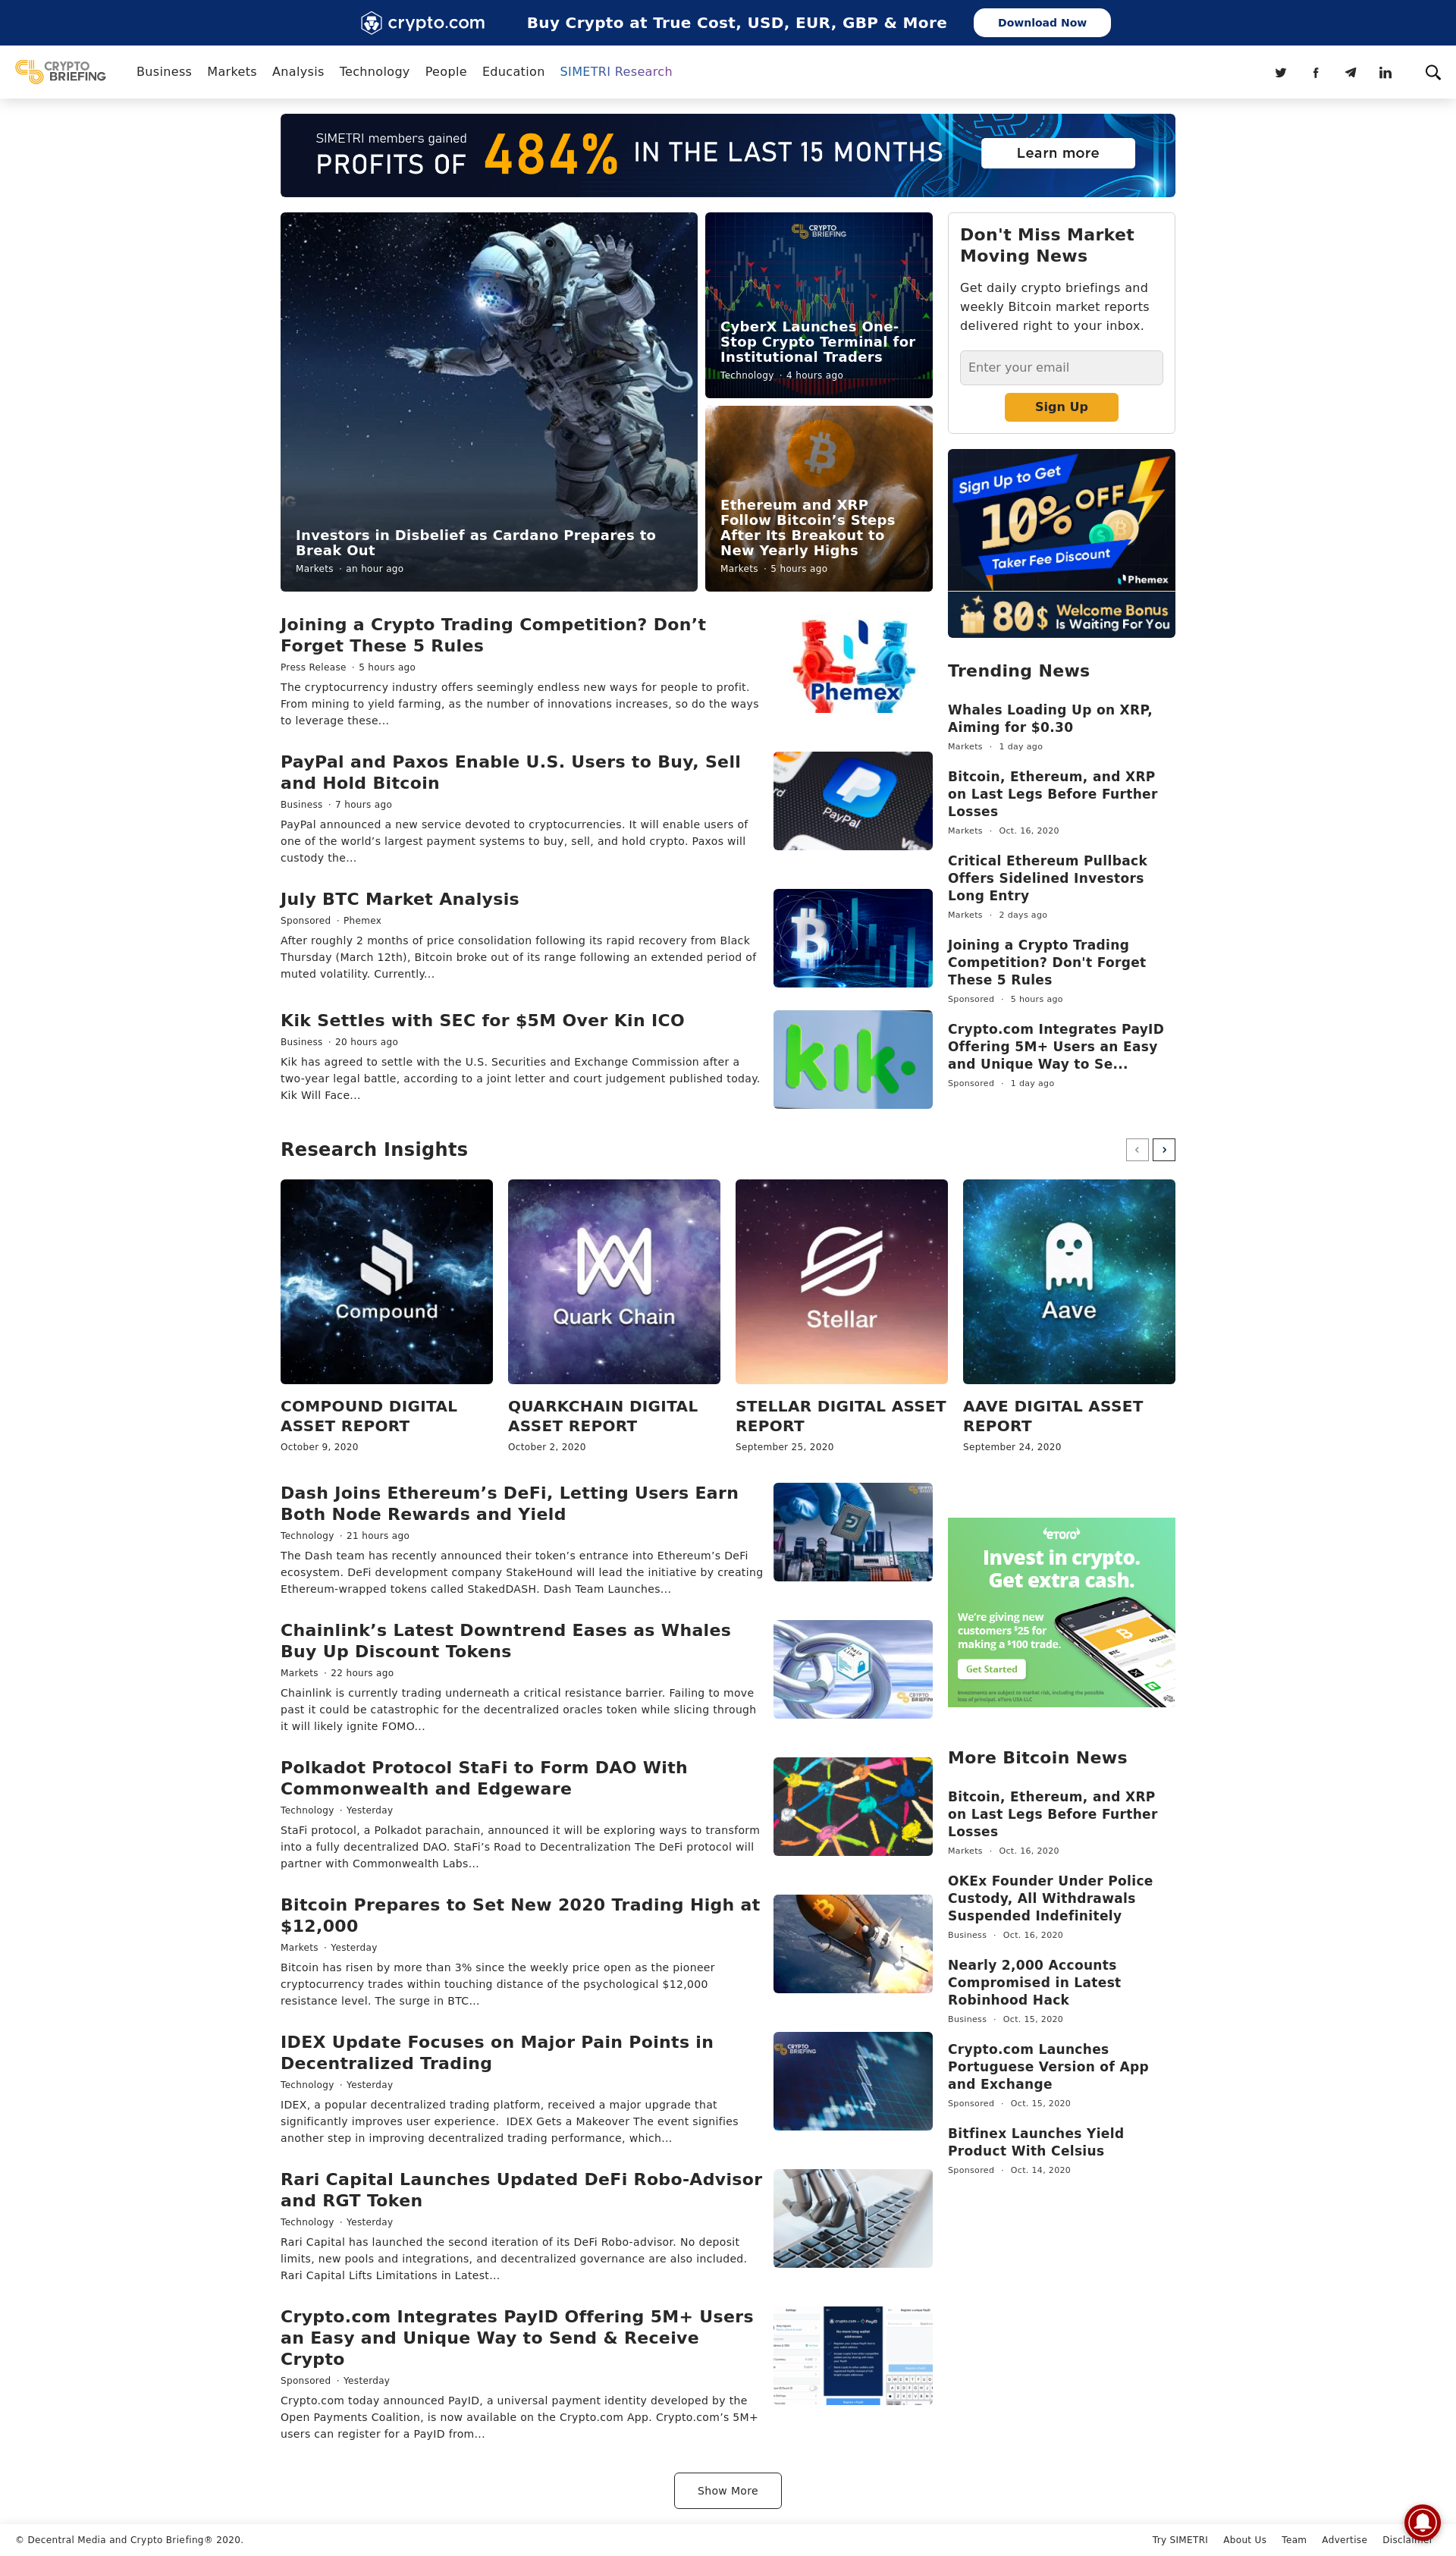 crypto.com
Buy Crypto at True Cost, USD, EUR, GBP & More
Download Now
CRYPTO
BRIEFING
Business Markets Analysis Technology People Education SIMETRI Research
SIMETRI members gained
PROFITS OF 484% IN THE LAST 15 MONTHS
Learn more
Investors in Disbelief as Cardano Prepares to
Break Out
Markets · an hour ago
CRYPTO
BRIEFING
CyberX Launches One-
Stop Crypto Terminal for
Institutional Traders
Technology · 4 hours ago
Ethereum and XRP
Follow Bitcoin’s Steps
After Its Breakout to
New Yearly Highs
Markets · 5 hours ago
Don't Miss Market
Moving News
Get daily crypto briefings and
weekly Bitcoin market reports
delivered right to your inbox.
Enter your email
Sign Up
Sign Up to Get
10% OFF
Taker Fee Discount
Phemex
80$ Welcome Bonus
Is Waiting For You
Joining a Crypto Trading Competition? Don’t
Forget These 5 Rules
Press Release · 5 hours ago
The cryptocurrency industry offers seemingly endless new ways for people to profit.
From mining to yield farming, as the number of innovations increases, so do the ways
to leverage these...
Phemex
PayPal and Paxos Enable U.S. Users to Buy, Sell
and Hold Bitcoin
Business · 7 hours ago
PayPal announced a new service devoted to cryptocurrencies. It will enable users of
one of the world’s largest payment systems to buy, sell, and hold crypto. Paxos will
custody the...
PayPal
July BTC Market Analysis
Sponsored · Phemex
After roughly 2 months of price consolidation following its rapid recovery from Black
Thursday (March 12th), Bitcoin broke out of its range following an extended period of
muted volatility. Currently...
Kik Settles with SEC for $5M Over Kin ICO
Business · 20 hours ago
Kik has agreed to settle with the U.S. Securities and Exchange Commission after a
two-year legal battle, according to a joint letter and court judgement published today.
Kik Will Face...
kik.
Trending News
Whales Loading Up on XRP,
Aiming for $0.30
Markets · 1 day ago
Bitcoin, Ethereum, and XRP
on Last Legs Before Further
Losses
Markets · Oct. 16, 2020
Critical Ethereum Pullback
Offers Sidelined Investors
Long Entry
Markets · 2 days ago
Joining a Crypto Trading
Competition? Don't Forget
These 5 Rules
Sponsored · 5 hours ago
Crypto.com Integrates PayID
Offering 5M+ Users an Easy
and Unique Way to Se...
Sponsored · 1 day ago
Research Insights
Compound
Quark Chain
Stellar
Aave
COMPOUND DIGITAL
ASSET REPORT
October 9, 2020
QUARKCHAIN DIGITAL
ASSET REPORT
October 2, 2020
STELLAR DIGITAL ASSET
REPORT
September 25, 2020
AAVE DIGITAL ASSET
REPORT
September 24, 2020
Dash Joins Ethereum’s DeFi, Letting Users Earn
Both Node Rewards and Yield
Technology · 21 hours ago
The Dash team has recently announced their token’s entrance into Ethereum’s DeFi
ecosystem. DeFi development company StakeHound will lead the initiative by creating
Ethereum-wrapped tokens called StakedDASH. Dash Team Launches...
Chainlink’s Latest Downtrend Eases as Whales
Buy Up Discount Tokens
Markets · 22 hours ago
Chainlink is currently trading underneath a critical resistance barrier. Failing to move
past it could be catastrophic for the decentralized oracles token while slicing through
it will likely ignite FOMO...
Polkadot Protocol StaFi to Form DAO With
Commonwealth and Edgeware
Technology · Yesterday
StaFi protocol, a Polkadot parachain, announced it will be exploring ways to transform
into a fully decentralized DAO. StaFi’s Road to Decentralization The DeFi protocol will
partner with Commonwealth Labs...
Bitcoin Prepares to Set New 2020 Trading High at
$12,000
Markets · Yesterday
Bitcoin has risen by more than 3% since the weekly price open as the pioneer
cryptocurrency trades within touching distance of the psychological $12,000
resistance level. The surge in BTC...
IDEX Update Focuses on Major Pain Points in
Decentralized Trading
Technology · Yesterday
IDEX, a popular decentralized trading platform, received a major upgrade that
significantly improves user experience. IDEX Gets a Makeover The event signifies
another step in improving decentralized trading performance, which...
CRYPTO
BRIEFING
Rari Capital Launches Updated DeFi Robo-Advisor
and RGT Token
Technology · Yesterday
Rari Capital has launched the second iteration of its DeFi Robo-advisor. No deposit
limits, new pools and integrations, and decentralized governance are also included.
Rari Capital Lifts Limitations in Latest...
Crypto.com Integrates PayID Offering 5M+ Users
an Easy and Unique Way to Send & Receive
Crypto
Sponsored · Yesterday
Crypto.com today announced PayID, a universal payment identity developed by the
Open Payments Coalition, is now available on the Crypto.com App. Crypto.com’s 5M+
users can register for a PayID from...
eToro
Invest in crypto.
Get extra cash.
We’re giving new
customers $25 for
making a $100 trade.
Get Started
Investments are subject to market risk, including the possible
loss of principal. eToro USA LLC
More Bitcoin News
Bitcoin, Ethereum, and XRP
on Last Legs Before Further
Losses
Markets · Oct. 16, 2020
OKEx Founder Under Police
Custody, All Withdrawals
Suspended Indefinitely
Business · Oct. 16, 2020
Nearly 2,000 Accounts
Compromised in Latest
Robinhood Hack
Business · Oct. 15, 2020
Crypto.com Launches
Portuguese Version of App
and Exchange
Sponsored · Oct. 15, 2020
Bitfinex Launches Yield
Product With Celsius
Sponsored · Oct. 14, 2020
Show More
© Decentral Media and Crypto Briefing® 2020.
Try SIMETRI About Us Team Advertise Disclaimer